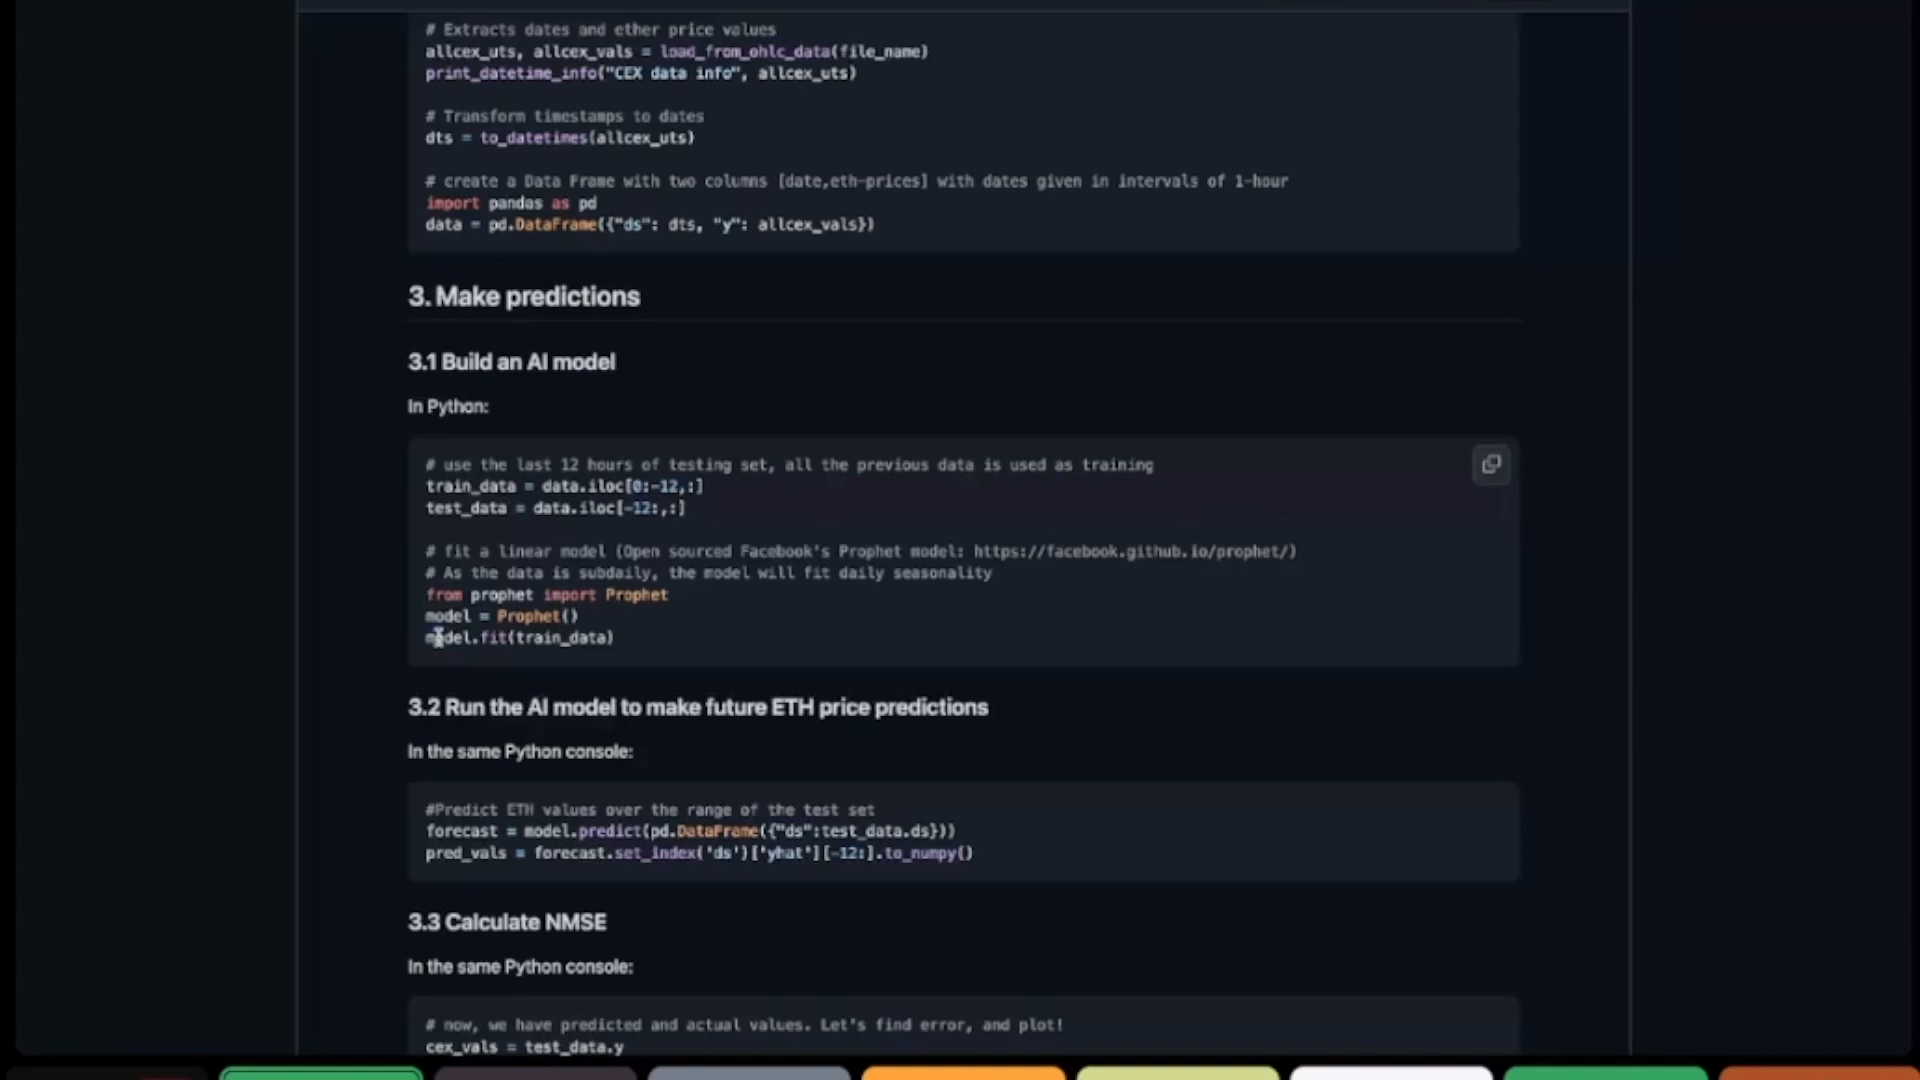 # Extracts dates and ether price values
allcex_uts, allcex_vals = load_from_ohlc_data(file_name)
print_datetime_info("CEX data info", allcex_uts)
# Transform timestamps to dates
dts = to_datetimes(allcex_uts)
# create a Data Frame with two columns [date,eth-prices] with dates given in intervals of 1-hour
import pandas as pd
data = pd.DataFrame({"ds": dts, "y": allcex_vals})
3. Make predictions
3.1 Build an AI model
In Python:
# use the last 12 hours of testing set, all the previous data is used as training
train_data = data.iloc[0:-12,:]
test_data = data.iloc[-12:,:]
# fit a linear model (Open sourced Facebook's Prophet model: https://facebook.github.io/prophet/)
# As the data is subdaily, the model will fit daily seasonality
from prophet import Prophet
model = Prophet()
model.fit(train_data)
3.2 Run the AI model to make future ETH price predictions
In the same Python console:
#Predict ETH values over the range of the test set
forecast = model.predict(pd.DataFrame({"ds":test_data.ds}))
pred_vals = forecast.set_index('ds')['yhat'][-12:].to_numpy()
3.3 Calculate NMSE
In the same Python console:
# now, we have predicted and actual values. Let's find error, and plot!
cex_vals = test_data.y